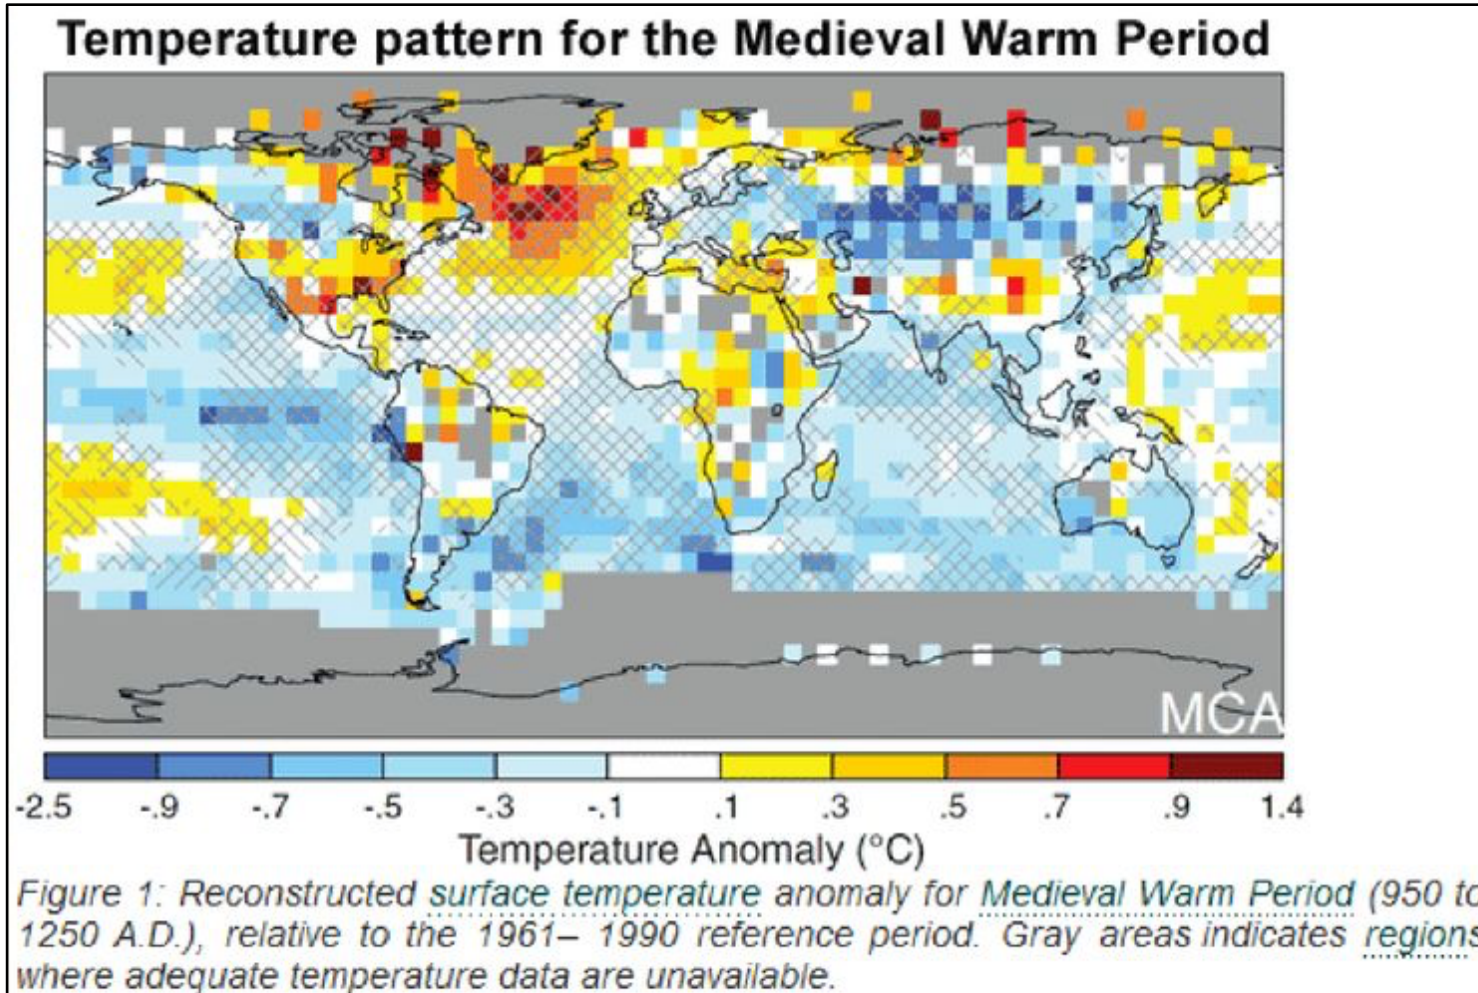 Temperature pattern for the Medieval Warm Period
MCA
-2.5 -.9 -.7 -.5 -.3 -.1 .1 .3 .5 .7 .9 1.4
Temperature Anomaly (°C)
Figure 1: Reconstructed surface temperature anomaly for Medieval Warm Period (950 to
1250 A.D.), relative to the 1961– 1990 reference period. Gray areas indicates regions
where adequate temperature data are unavailable.